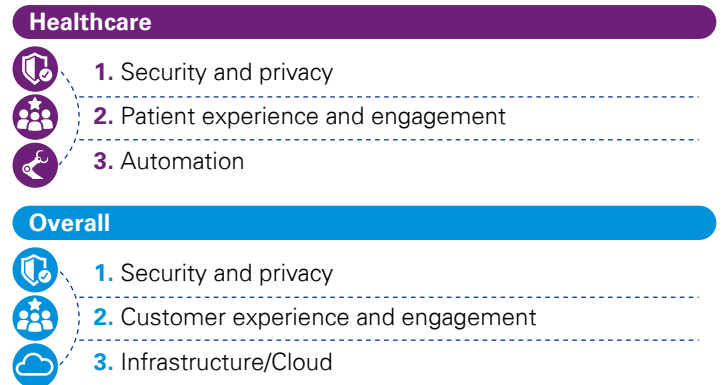 Healthcare
1. Security and privacy
2. Patient experience and engagement
3. Automation
Overall
1. Security and privacy
2. Customer experience and engagement
3. Infrastructure/Cloud